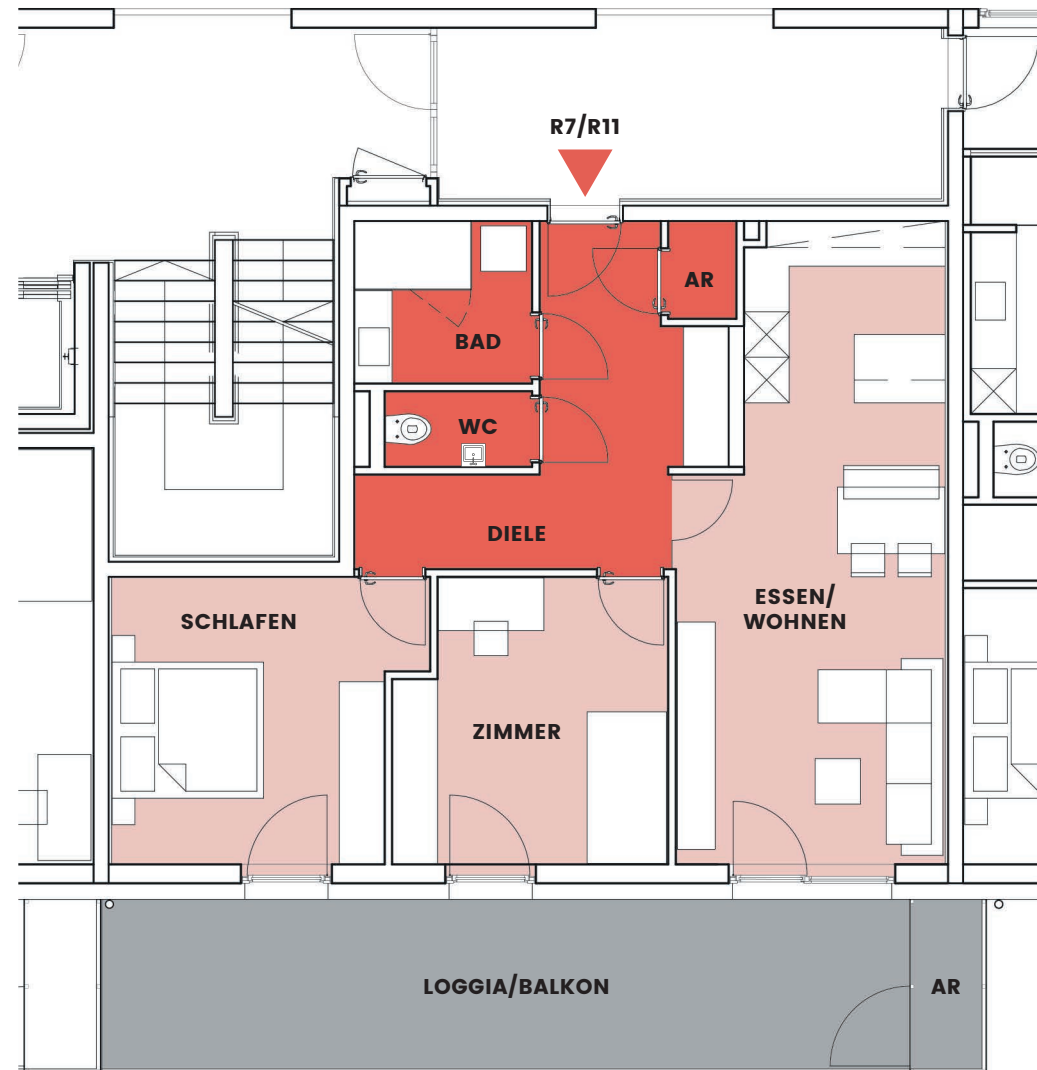 R7/R11
AR
BAD
WC
DIELE
SCHLAFEN
ESSEN/
WOHNEN
ZIMMER
LOGGIA/BALKON
AR